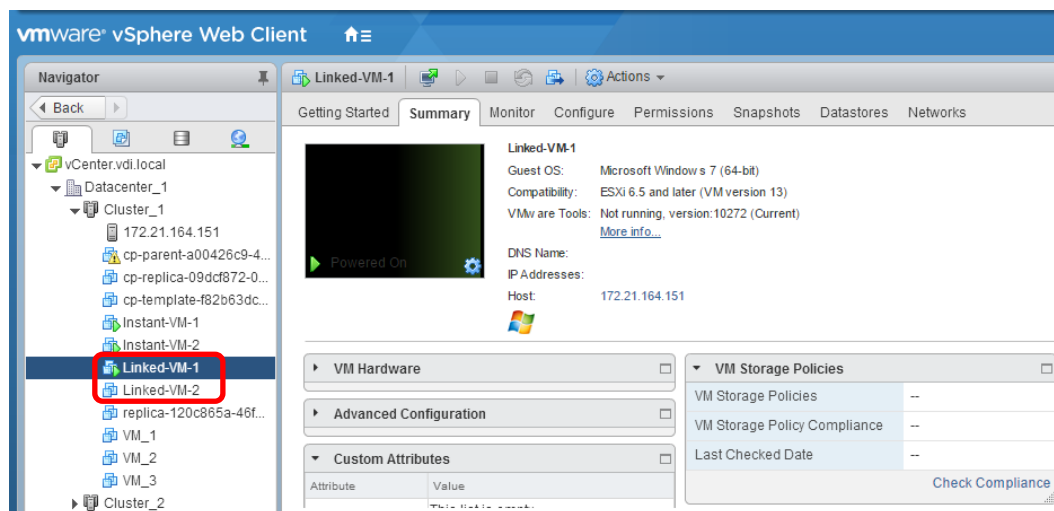 vmware® vSphere Web Client
Navigator
Back
vCenter.vdi.local
Datacenter_1
Cluster_1
172.21.164.151
cp-parent-a00426c9-4...
cp-replica-09dcf872-0...
cp-template-f82b63dc...
Instant-VM-1
Instant-VM-2
Linked-VM-1
Linked-VM-2
replica-120c865a-46f...
VM_1
VM_2
VM_3
Cluster_2
Linked-VM-1 Actions
Getting Started Summary Monitor Configure Permissions Snapshots Datastores Networks
Powered On
Linked-VM-1
Guest OS: Microsoft Windows 7 (64-bit)
Compatibility: ESXi 6.5 and later (VM version 13)
VMware Tools: Not running, version:10272 (Current)
More info...
DNS Name:
IP Addresses:
Host: 172.21.164.151
VM Hardware
Advanced Configuration
Custom Attributes
Attribute Value
This list is empty.
VM Storage Policies
VM Storage Policies --
VM Storage Policy Compliance --
Last Checked Date --
Check Compliance